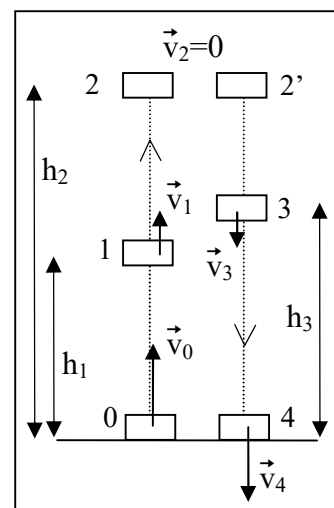 v⃗₂=0
2 2’
h₂
v⃗₁ 3
1 v⃗₃
h₃
v⃗₀
h₁
0 4
v⃗₄